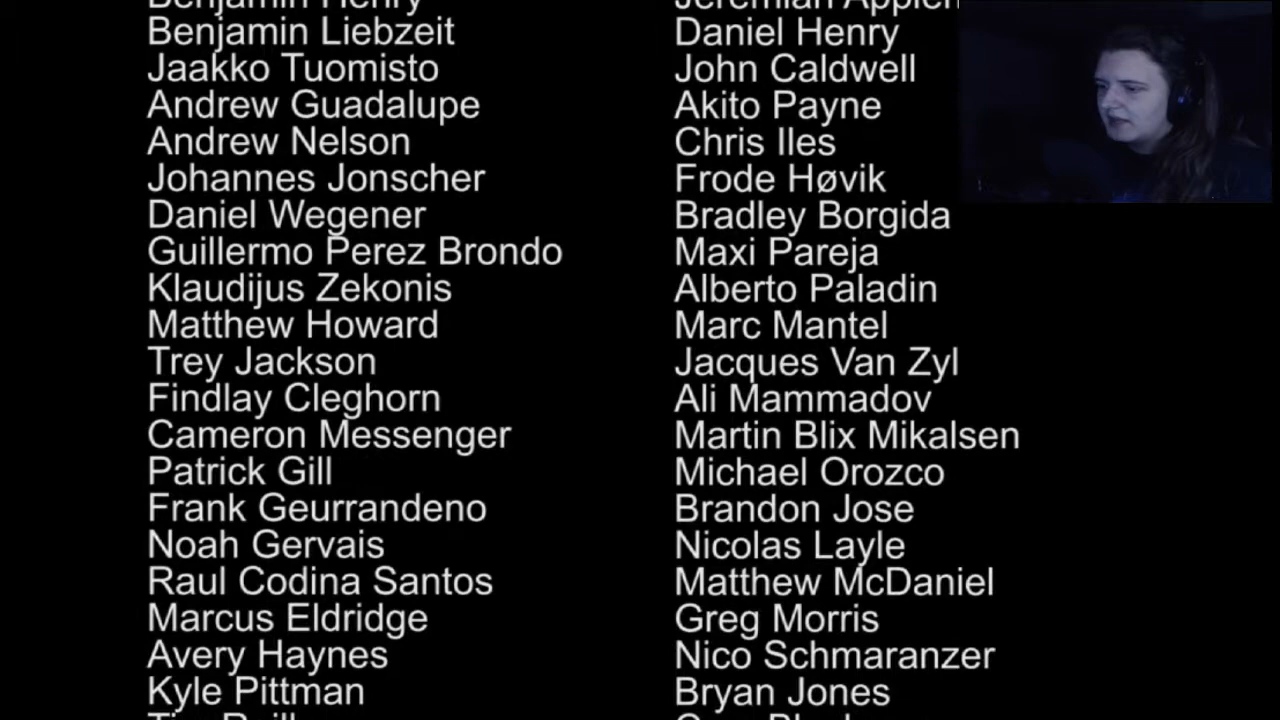 Benjamin Henry
Benjamin Liebzeit
Jaakko Tuomisto
Andrew Guadalupe
Andrew Nelson
Johannes Jonscher
Daniel Wegener
Guillermo Perez Brondo
Klaudijus Zekonis
Matthew Howard
Trey Jackson
Findlay Cleghorn
Cameron Messenger
Patrick Gill
Frank Geurrandeno
Noah Gervais
Raul Codina Santos
Marcus Eldridge
Avery Haynes
Kyle Pittman
Jeremiah
Daniel Henry
John Caldwell
Akito Payne
Chris Iles
Frode Høvik
Bradley Borgida
Maxi Pareja
Alberto Paladin
Marc Mantel
Jacques Van Zyl
Ali Mammadov
Martin Blix Mikalsen
Michael Orozco
Brandon Jose
Nicolas Layle
Matthew McDaniel
Greg Morris
Nico Schmaranzer
Bryan Jones